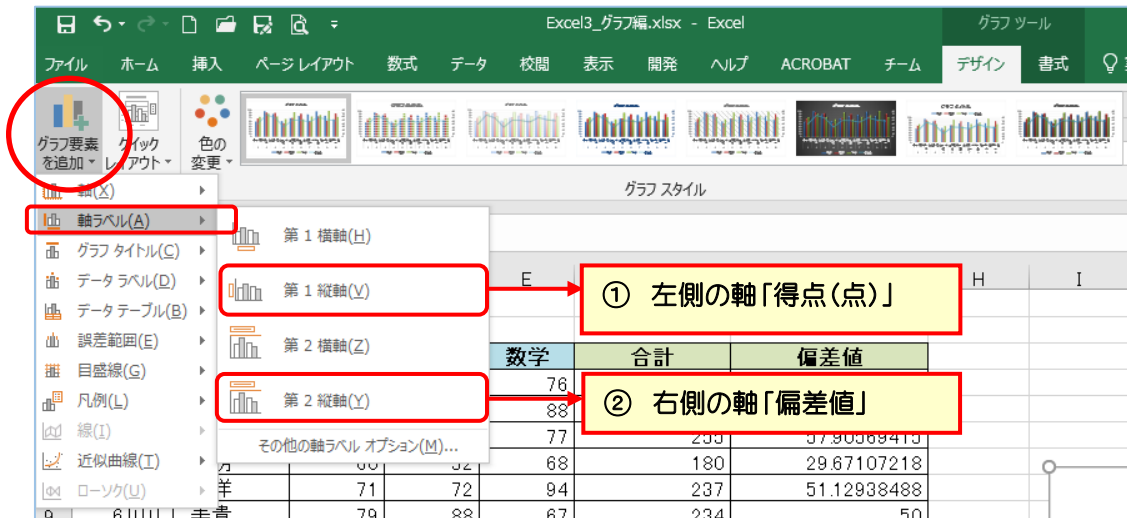 Excel3_グラフ編.xlsx - Excel
グラフ ツール
ファイル ホーム 挿入 ページ レイアウト 数式 データ 校閲 表示 開発 ヘルプ ACROBAT チーム デザイン 書式
グラフ要素を追加
クイック レイアウト
色の変更
グラフ スタイル
軸(X)
軸ラベル(A)
グラフ タイトル(C)
データ ラベル(D)
データ テーブル(B)
誤差範囲(E)
目盛線(G)
凡例(L)
線(I)
近似曲線(T)
ローソク(U)
第 1 横軸(H)
第 1 縦軸(V)
第 2 横軸(Z)
第 2 縦軸(Y)
その他の軸ラベル オプション(M)...
① 左側の軸「得点(点)」
② 右側の軸「偏差値」
E H I
数学 合計 偏差値
76
88
77 255 57.90569415
68 180 29.67107218
洋 71 72 94 237 51.12938488
79 88 67 234 50